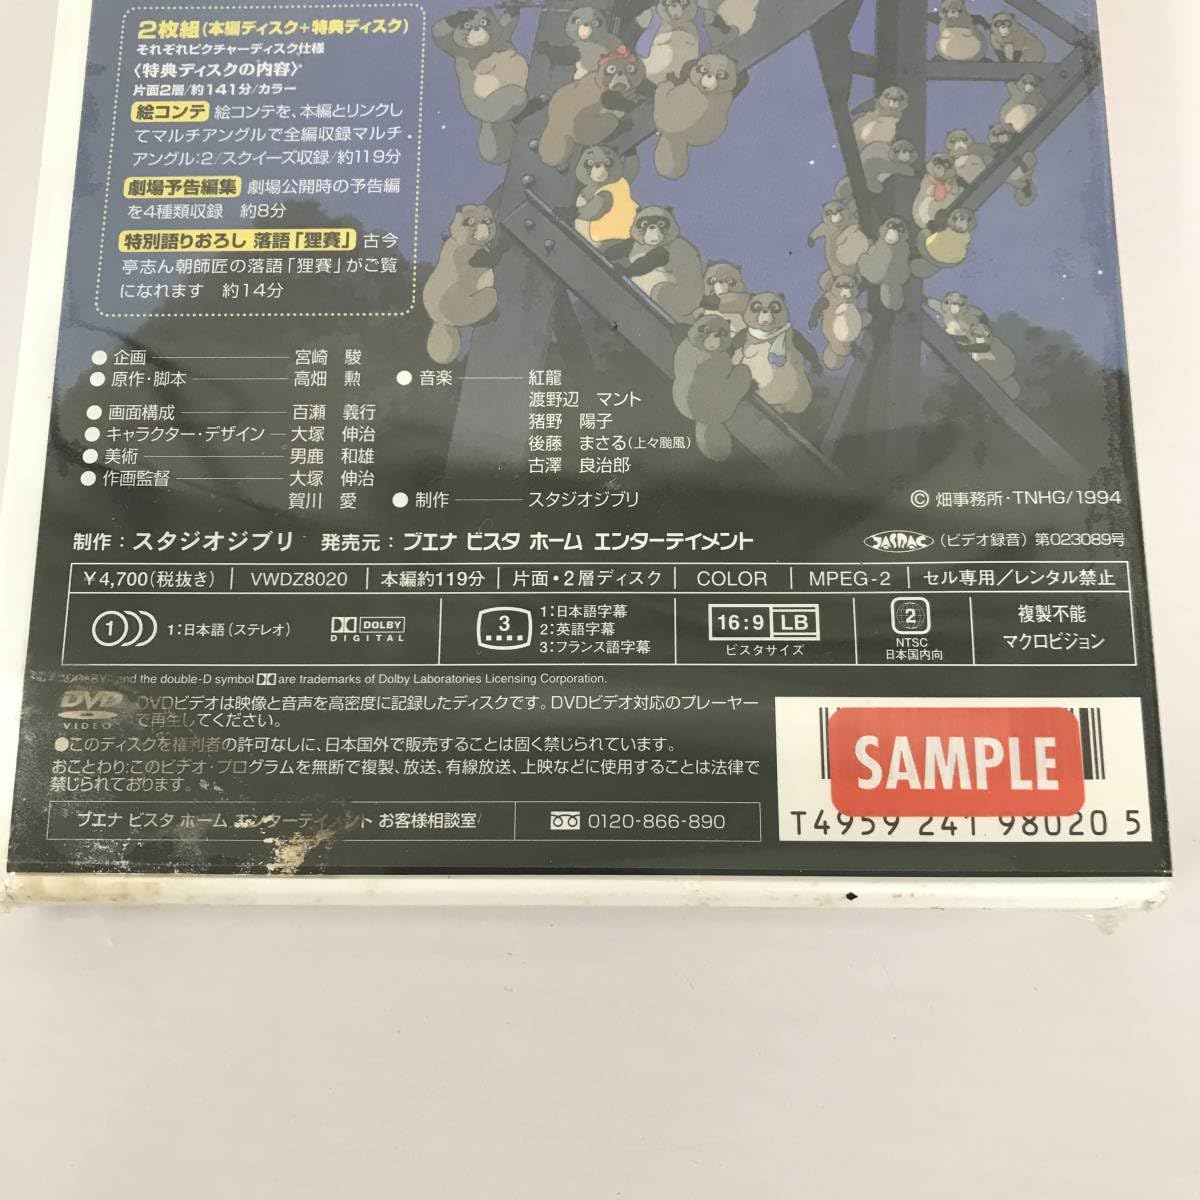 2枚組(本編ディスク+特典ディスク)
それぞれピクチャーディスク仕様
〈特典ディスクの内容〉
片面2層/約141分/カラー
絵コンテ 絵コンテを、本編とリンクし
てマルチアングルで全編収録マルチ
アングル:2/スクイーズ収録/約119分
劇場予告編集 劇場公開時の予告編
を4種類収録 約8分
特別語りおろし 落語「狸賽」 古今
亭志ん朝師匠の落語「狸賽」がご覧
になれます 約14分
●企画 宮崎 駿
●原作・脚本 高畑 勲
●画面構成 百瀬 義行
●キャラクター・デザイン 大塚 伸治
●美術 男鹿 和雄
●作画監督 大塚 伸治
賀川 愛
●音楽 紅龍
渡野辺 マント
猪野 陽子
後藤 まさる(上々颱風)
古澤 良治郎
●制作 スタジオジブリ
© 畑事務所・TNHG/1994
制作:スタジオジブリ 発売元:ブエナ ビスタ ホーム エンターテイメント
JASRAC (ビデオ録音)第023089号
¥4,700(税抜き) VWDZ8020 本編約119分 片面・2層ディスク COLOR MPEG-2 セル専用/レンタル禁止
1 1:日本語(ステレオ)
DOLBY
DIGITAL
3
1:日本語字幕
2:英語字幕
3:フランス語字幕
16:9 LB
ビスタサイズ
2
NTSC
日本国内向
複製不能
マクロビジョン
and the double-D symbol are trademarks of Dolby Laboratories Licensing Corporation.
DVD
VIDEO
DVDビデオは映像と音声を高密度に記録したディスクです。DVDビデオ対応のプレーヤー
で再生してください。
●このディスクを権利者の許可なしに、日本国外で販売することは固く禁じられています。
おことわり:このビデオ・プログラムを無断で複製、放送、有線放送、上映などに使用することは法律で
禁じられております。
ブエナ ビスタ ホーム エンターテイメント お客様相談室
0120-866-890
SAMPLE
T4959 241 98020 5